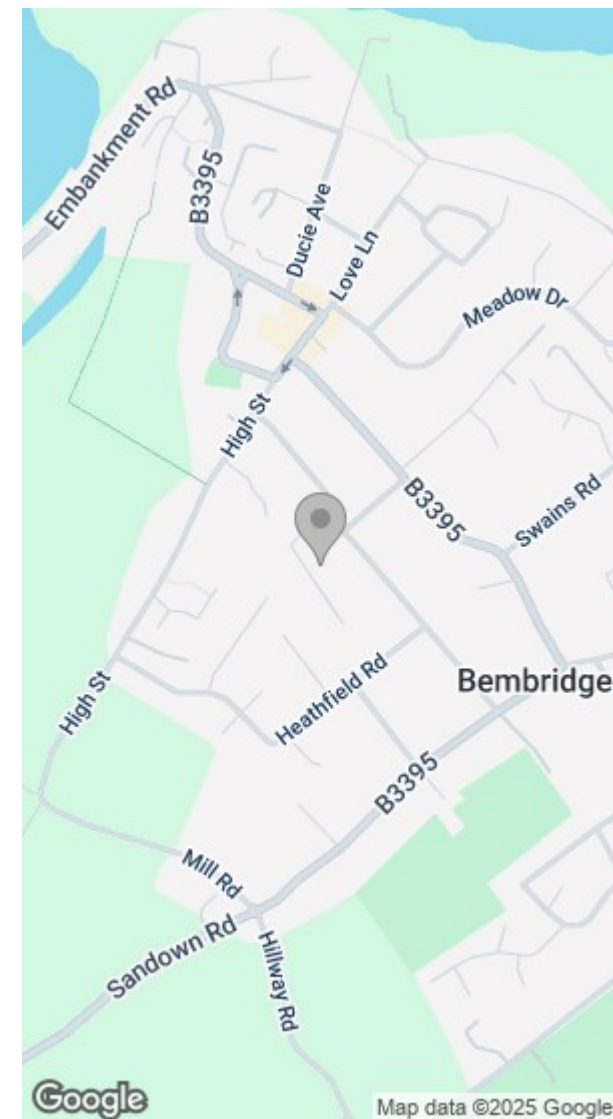 Embankment Rd
B3395
Ducie Ave
Love Ln
Meadow Dr
High St
B3395
Swains Rd
High St
Heathfield Rd
Bembridge
B3395
Mill Rd
Sandown Rd
Hillway Rd
Google
Map data ©2025 Google